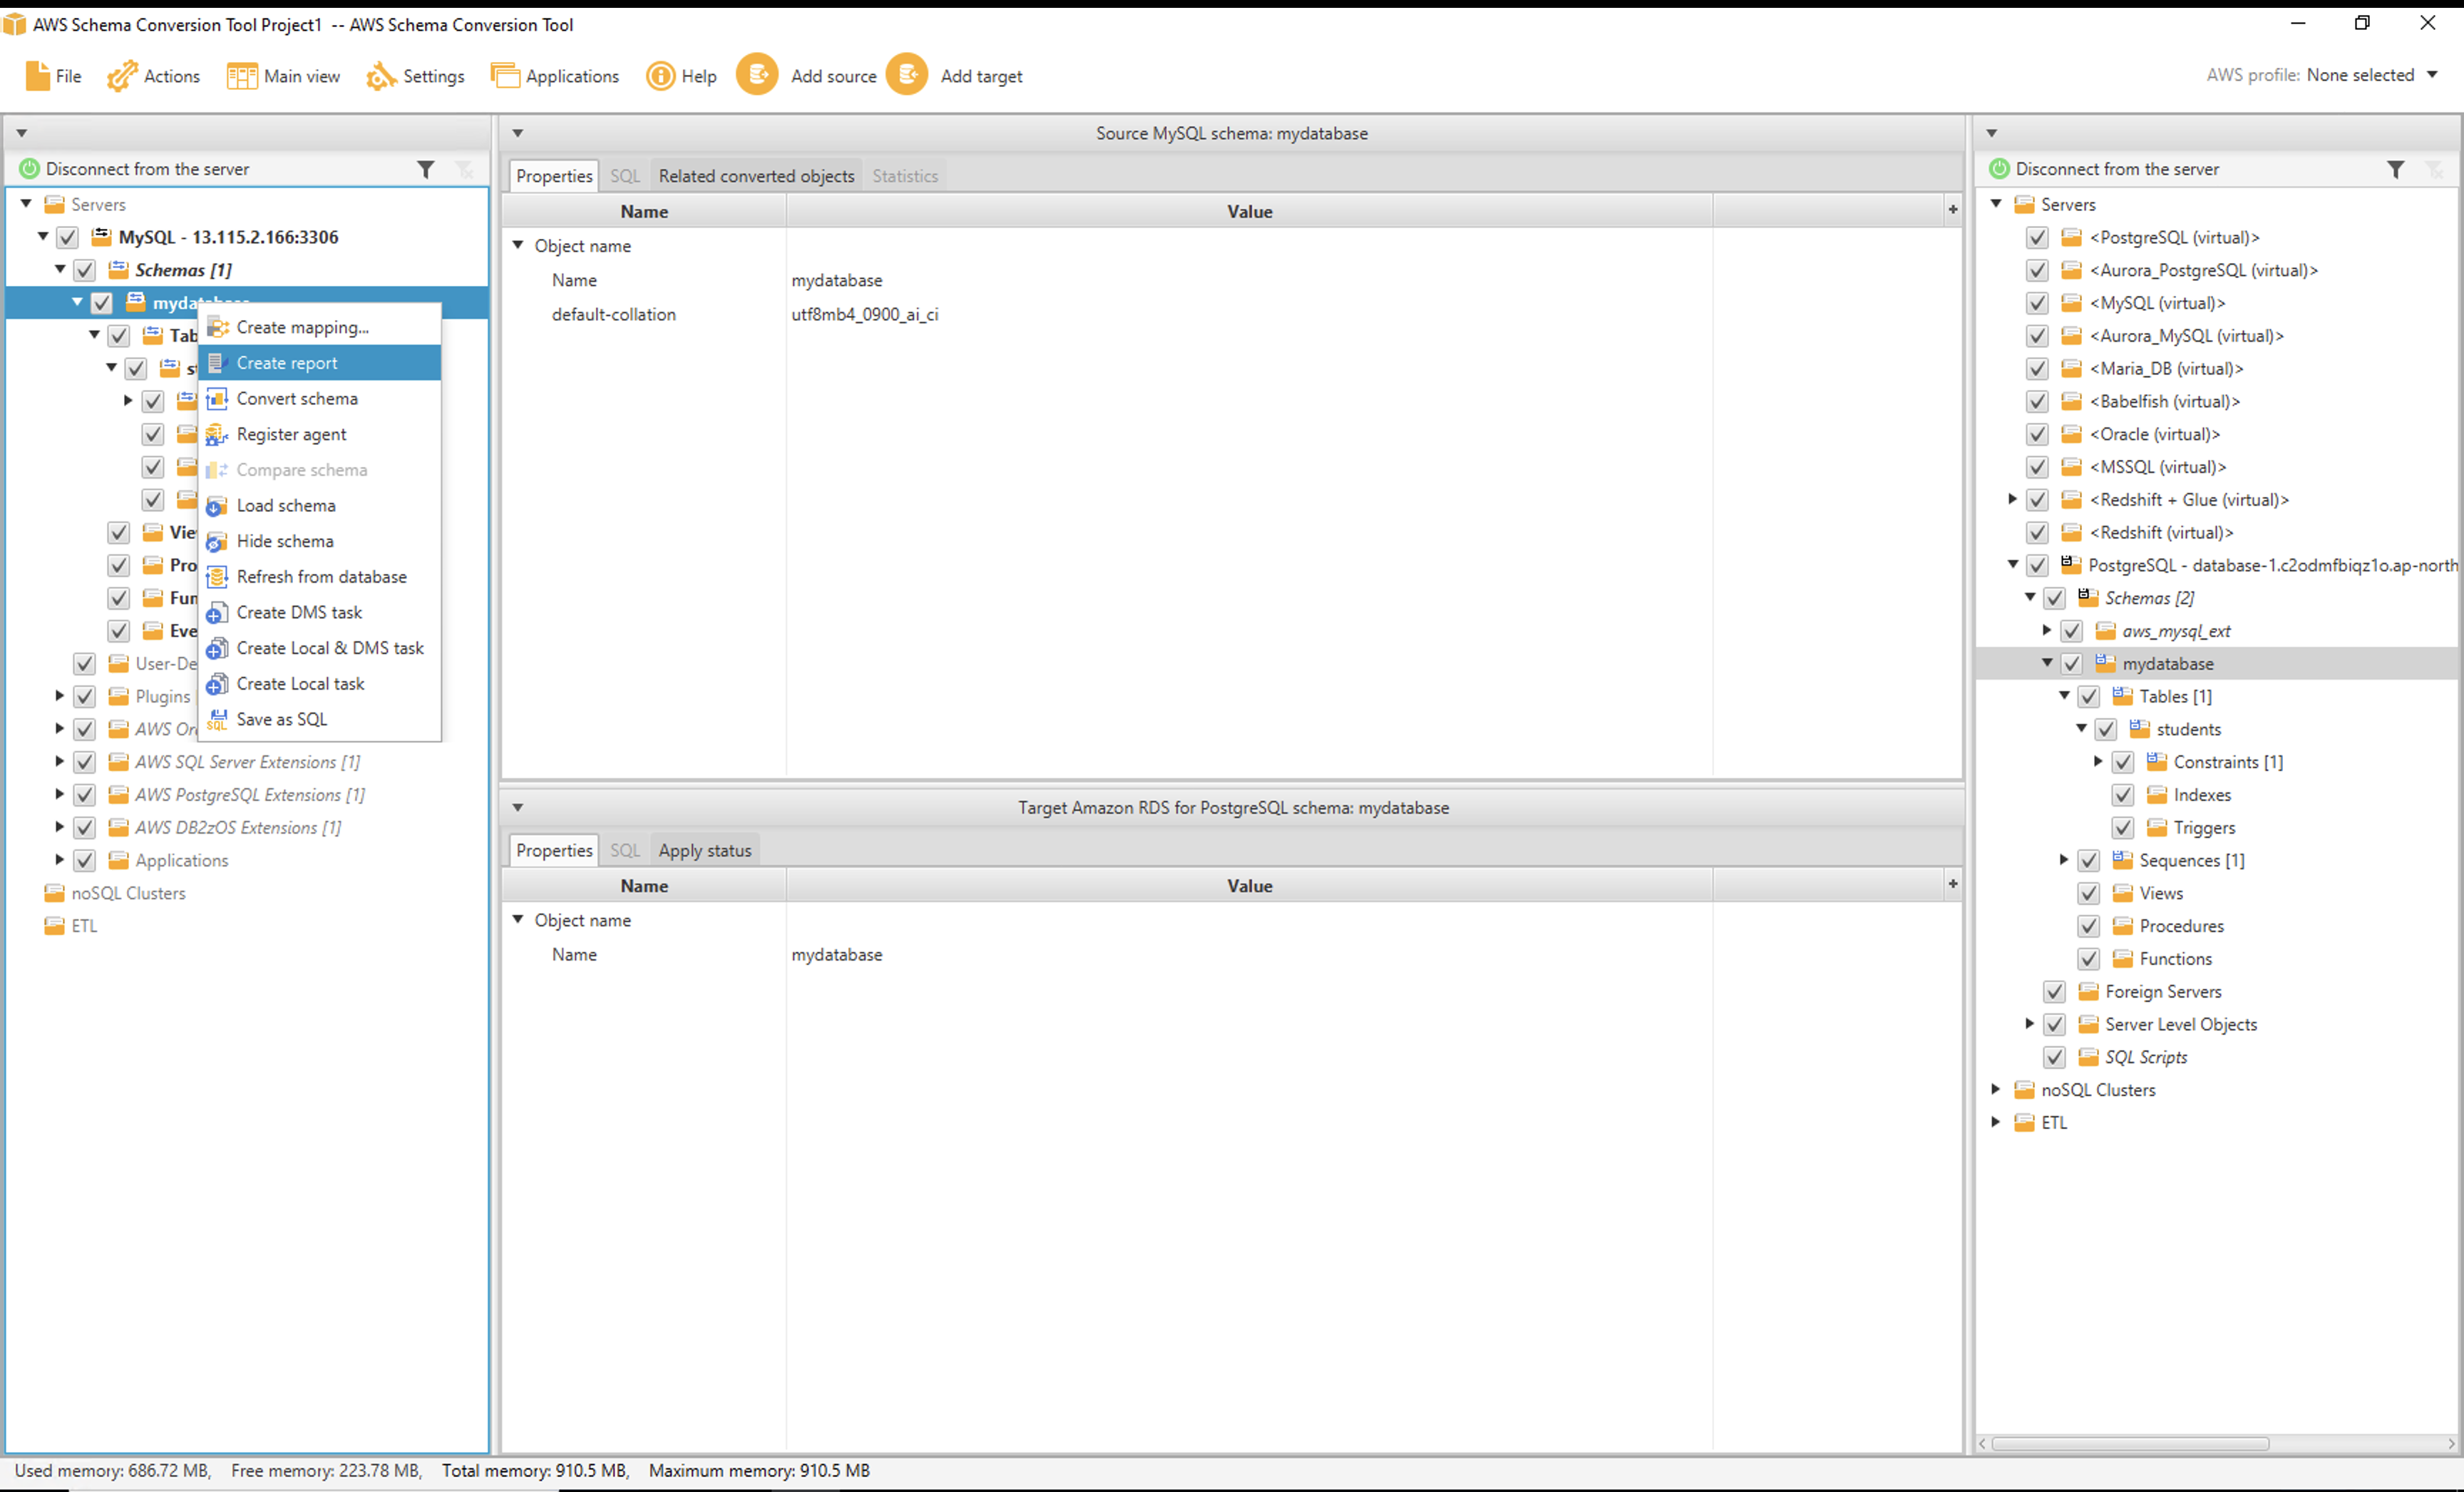 AWS Schema Conversion Tool Project1 -- AWS Schema Conversion Tool
File Actions Main view Settings Applications Help Add source Add target AWS profile: None selected
Disconnect from the server
Servers
MySQL - 13.115.2.166:3306
Schemas [1]
Create mapping...
Create report
Convert schema
Register agent
Compare schema
Load schema
Hide schema
Refresh from database
Create DMS task
Create Local & DMS task
Create Local task
Save as SQL
SQL
User-De
Plugins
AWS Or
AWS SQL Server Extensions [1]
AWS PostgreSQL Extensions [1]
AWS DB2zOS Extensions [1]
Applications
noSQL Clusters
ETL
Source MySQL schema: mydatabase
Properties SQL Related converted objects Statistics
Name Value
Object name
Name mydatabase
default-collation utf8mb4_0900_ai_ci
Target Amazon RDS for PostgreSQL schema: mydatabase
Properties SQL Apply status
Name Value
Object name
Name mydatabase
Disconnect from the server
Servers
<PostgreSQL (virtual)>
<Aurora_PostgreSQL (virtual)>
<MySQL (virtual)>
<Aurora_MySQL (virtual)>
<Maria_DB (virtual)>
<Babelfish (virtual)>
<Oracle (virtual)>
<MSSQL (virtual)>
<Redshift + Glue (virtual)>
<Redshift (virtual)>
PostgreSQL - database-1.c2odmfbiqz1o.ap-north
Schemas [2]
aws_mysql_ext
mydatabase
Tables [1]
students
Constraints [1]
Indexes
Triggers
Sequences [1]
Views
Procedures
Functions
Foreign Servers
Server Level Objects
SQL Scripts
noSQL Clusters
ETL
Used memory: 686.72 MB, Free memory: 223.78 MB, Total memory: 910.5 MB, Maximum memory: 910.5 MB